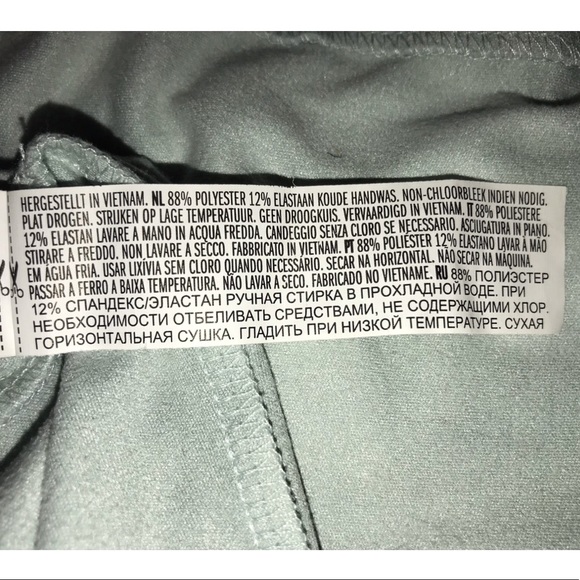 HERGESTELLT IN VIETNAM. NL 88% POLYESTER 12% ELASTAAN KOUDE HANDWAS. NON-CHLOORBLEEK INDIEN NODIG.
PLAT DROGEN. STRIJKEN OP LAGE TEMPERATUUR. GEEN DROOGKUIS. VERVAARDIGD IN VIETNAM. IT 88% POLIESTERE
12% ELASTAN LAVARE A MANO IN ACQUA FREDDA. CANDEGGIO SENZA CLORO SE NECESSARIO. ASCIUGATURA IN PIANO.
STIRARE A FREDDO. NON LAVARE A SECCO. FABBRICATO IN VIETNAM. PT 88% POLIÉSTER 12% ELASTANO LAVAR À MÃO
EM ÁGUA FRIA. USAR LIXÍVIA SEM CLORO QUANDO NECESSÁRIO. SECAR NA HORIZONTAL. NÃO SECAR NA MÁQUINA.
PASSAR A FERRO A BAIXA TEMPERATURA. NÃO LAVAR A SECO. FABRICADO NO VIETNAME. RU 88% ПОЛИЭСТЕР
12% СПАНДЕКС/ЭЛАСТАН РУЧНАЯ СТИРКА В ПРОХЛАДНОЙ ВОДЕ. ПРИ
НЕОБХОДИМОСТИ ОТБЕЛИВАТЬ СРЕДСТВАМИ, НЕ СОДЕРЖАЩИМИ ХЛОР.
ГОРИЗОНТАЛЬНАЯ СУШКА. ГЛАДИТЬ ПРИ НИЗКОЙ ТЕМПЕРАТУРЕ. СУХАЯ